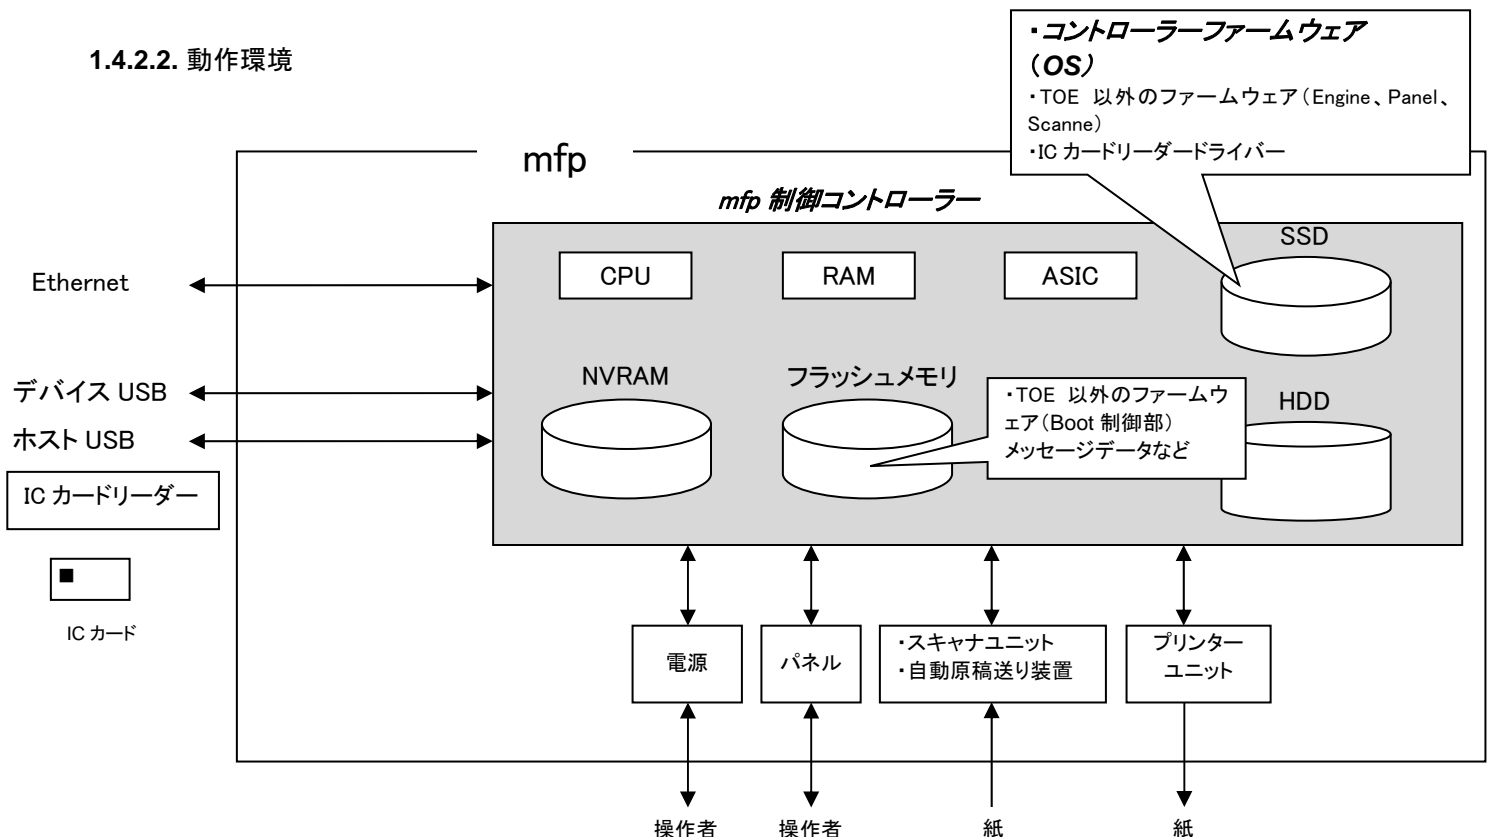 1.4.2.2. 動作環境
・コントローラーファームウェア
（OS）
・TOE 以外のファームウェア（Engine、Panel、
Scanne）
・IC カードリーダードライバー
mfp
mfp 制御コントローラー
SSD
CPU
RAM
ASIC
Ethernet
NVRAM
フラッシュメモリ
・TOE 以外のファームウ
ェア（Boot 制御部）
メッセージデータなど
HDD
デバイス USB
ホスト USB
IC カードリーダー
IC カード
電源
パネル
・スキャナユニット
・自動原稿送り装置
プリンター
ユニット
操作者
操作者
紙
紙